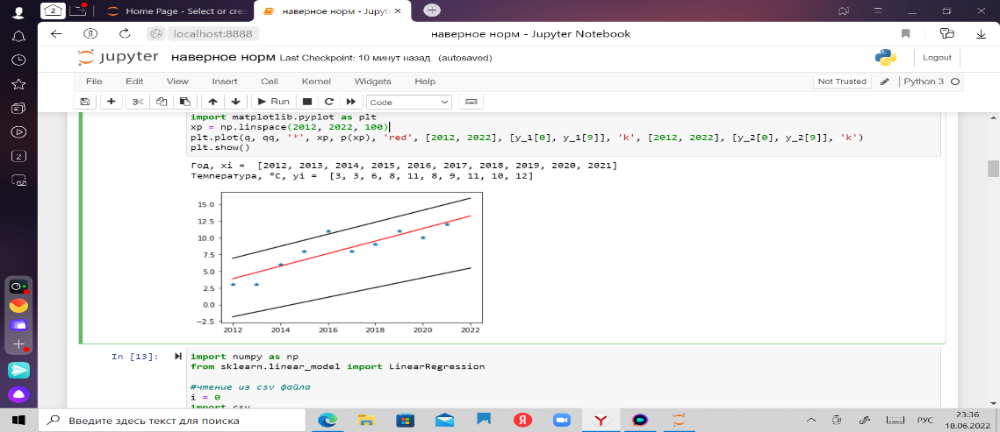 2
Home Page - Select or crea
наверное норм - Jupyt
localhost:8888
наверное норм - Jupyter Notebook
jupyter наверное норм Last Checkpoint: 10 минут назад (autosaved)
Logout
File Edit View Insert Cell Kernel Widgets Help
Not Trusted
Python 3
Run
Code
import matplotlib.pyplot as plt
xp = np.linspace(2012, 2022, 100)
plt.plot(q, qq, '*', xp, p(xp), 'red', [2012, 2022], [y_1[0], y_1[9]], 'k', [2012, 2022], [y_2[0], y_2[9]], 'k')
plt.show()
Год, xi = [2012, 2013, 2014, 2015, 2016, 2017, 2018, 2019, 2020, 2021]
Температура, °C, yi = [3, 3, 6, 8, 11, 8, 9, 11, 10, 12]
15.0
12.5
10.0
7.5
5.0
2.5
0.0
−2.5
2012 2014 2016 2018 2020 2022
In [13]:
import numpy as np
from sklearn.linear_model import LinearRegression
#чтение из csv файла
i = 0
import csv
2
Введите здесь текст для поиска
РУС
23:36
18.06.2022